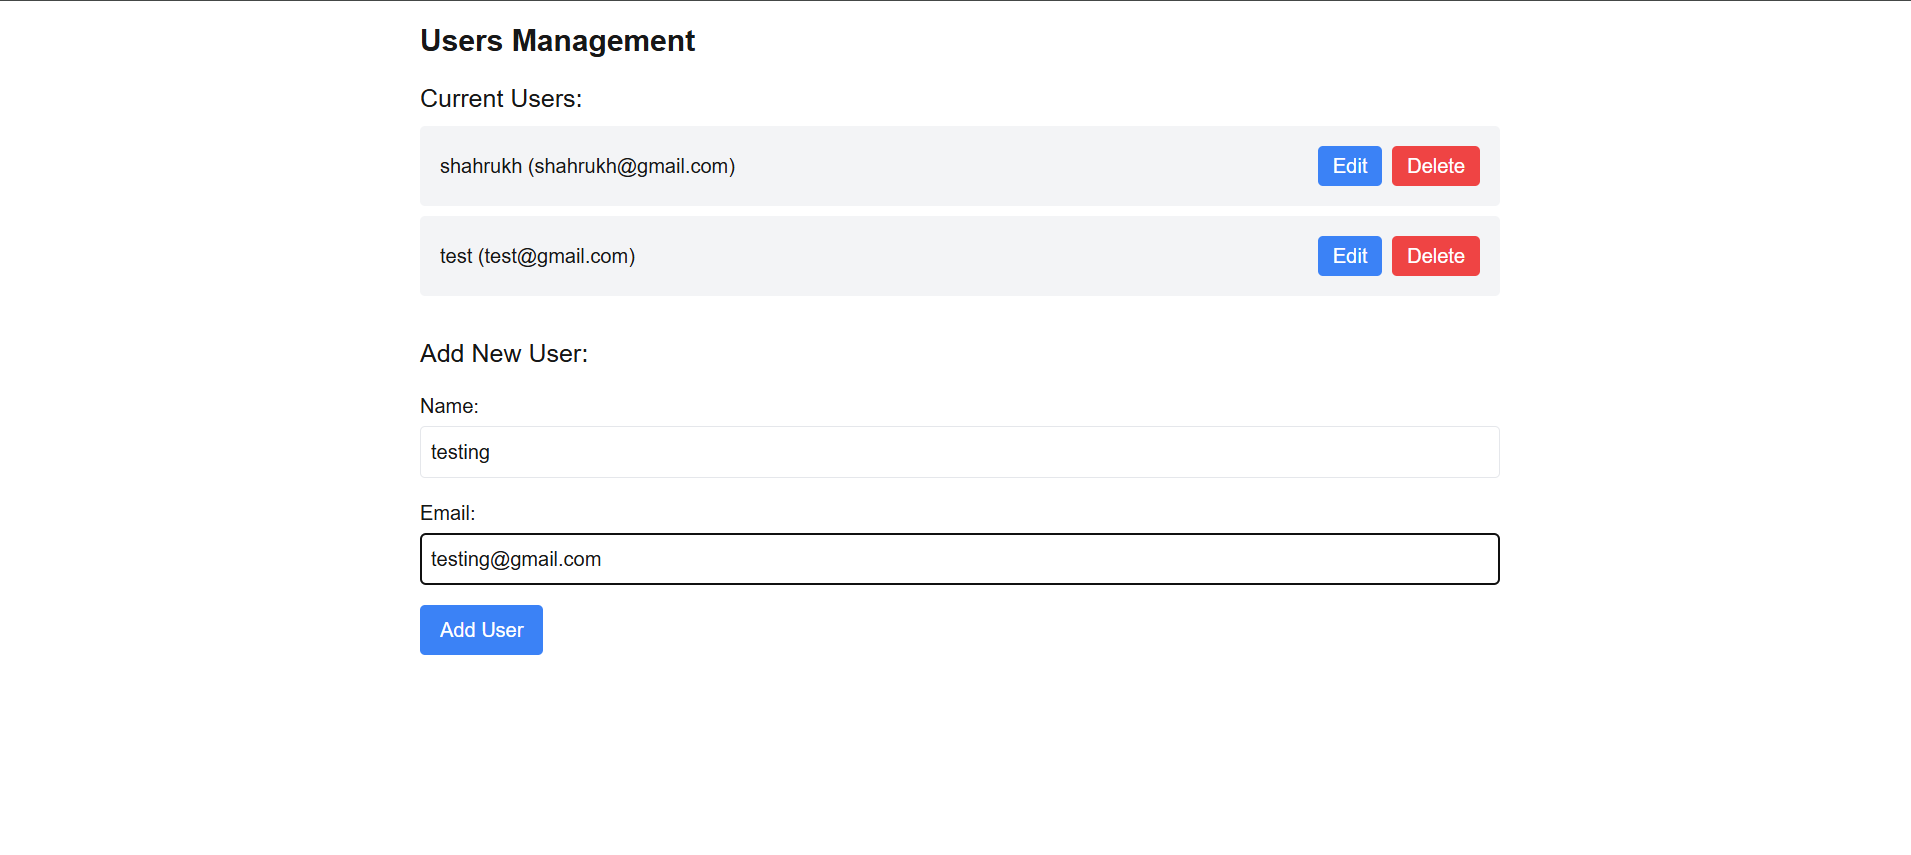 Users Management
Current Users:
shahrukh (shahrukh@gmail.com) Edit Delete
test (test@gmail.com) Edit Delete
Add New User:
Name:
testing
Email:
testing@gmail.com
Add User